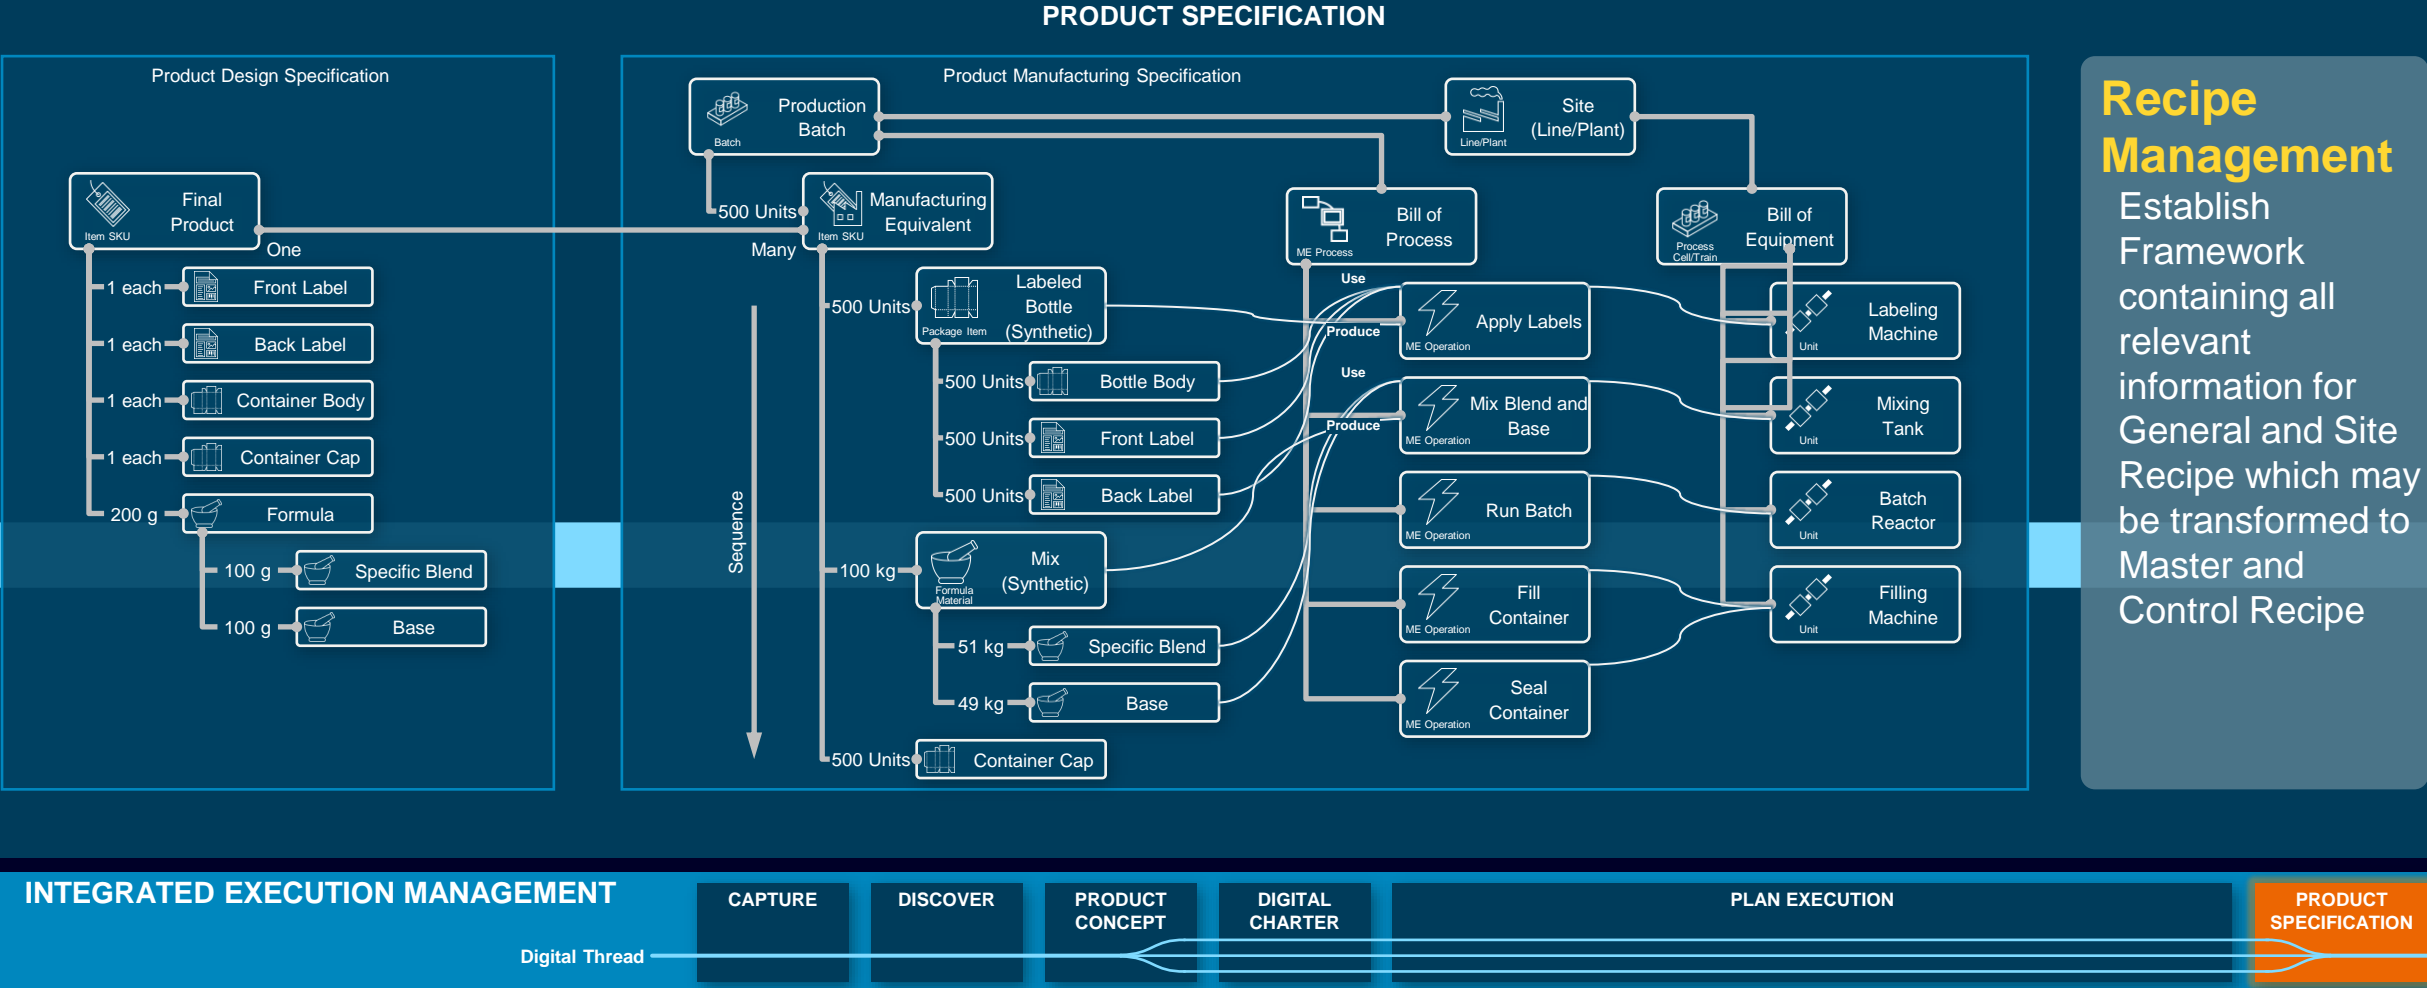 PRODUCT SPECIFICATION
Product Design Specification
Final
Product
Item SKU
One
1 each
Front Label
1 each
Back Label
1 each
Container Body
1 each
Container Cap
200 g
Formula
100 g
Specific Blend
100 g
Base
Product Manufacturing Specification
Production
Batch
Batch
Site
(Line/Plant)
Line/Plant
500 Units
Manufacturing
Equivalent
Item SKU
Many
Bill of
Process
ME Process
Bill of
Equipment
Process
Cell/Train
Sequence
500 Units
Labeled
Bottle
(Synthetic)
Package Item
500 Units
Bottle Body
500 Units
Front Label
500 Units
Back Label
100 kg
Mix
(Synthetic)
Formula
Material
51 kg
Specific Blend
49 kg
Base
500 Units
Container Cap
Use
Produce
Use
Produce
Apply Labels
ME Operation
Mix Blend and
Base
ME Operation
Run Batch
ME Operation
Fill
Container
ME Operation
Seal
Container
ME Operation
Labeling
Machine
Unit
Mixing
Tank
Unit
Batch
Reactor
Unit
Filling
Machine
Unit
Recipe
Management
Establish
Framework
containing all
relevant
information for
General and Site
Recipe which may
be transformed to
Master and
Control Recipe
INTEGRATED EXECUTION MANAGEMENT
Digital Thread
CAPTURE
DISCOVER
PRODUCT
CONCEPT
DIGITAL
CHARTER
PLAN EXECUTION
PRODUCT
SPECIFICATION